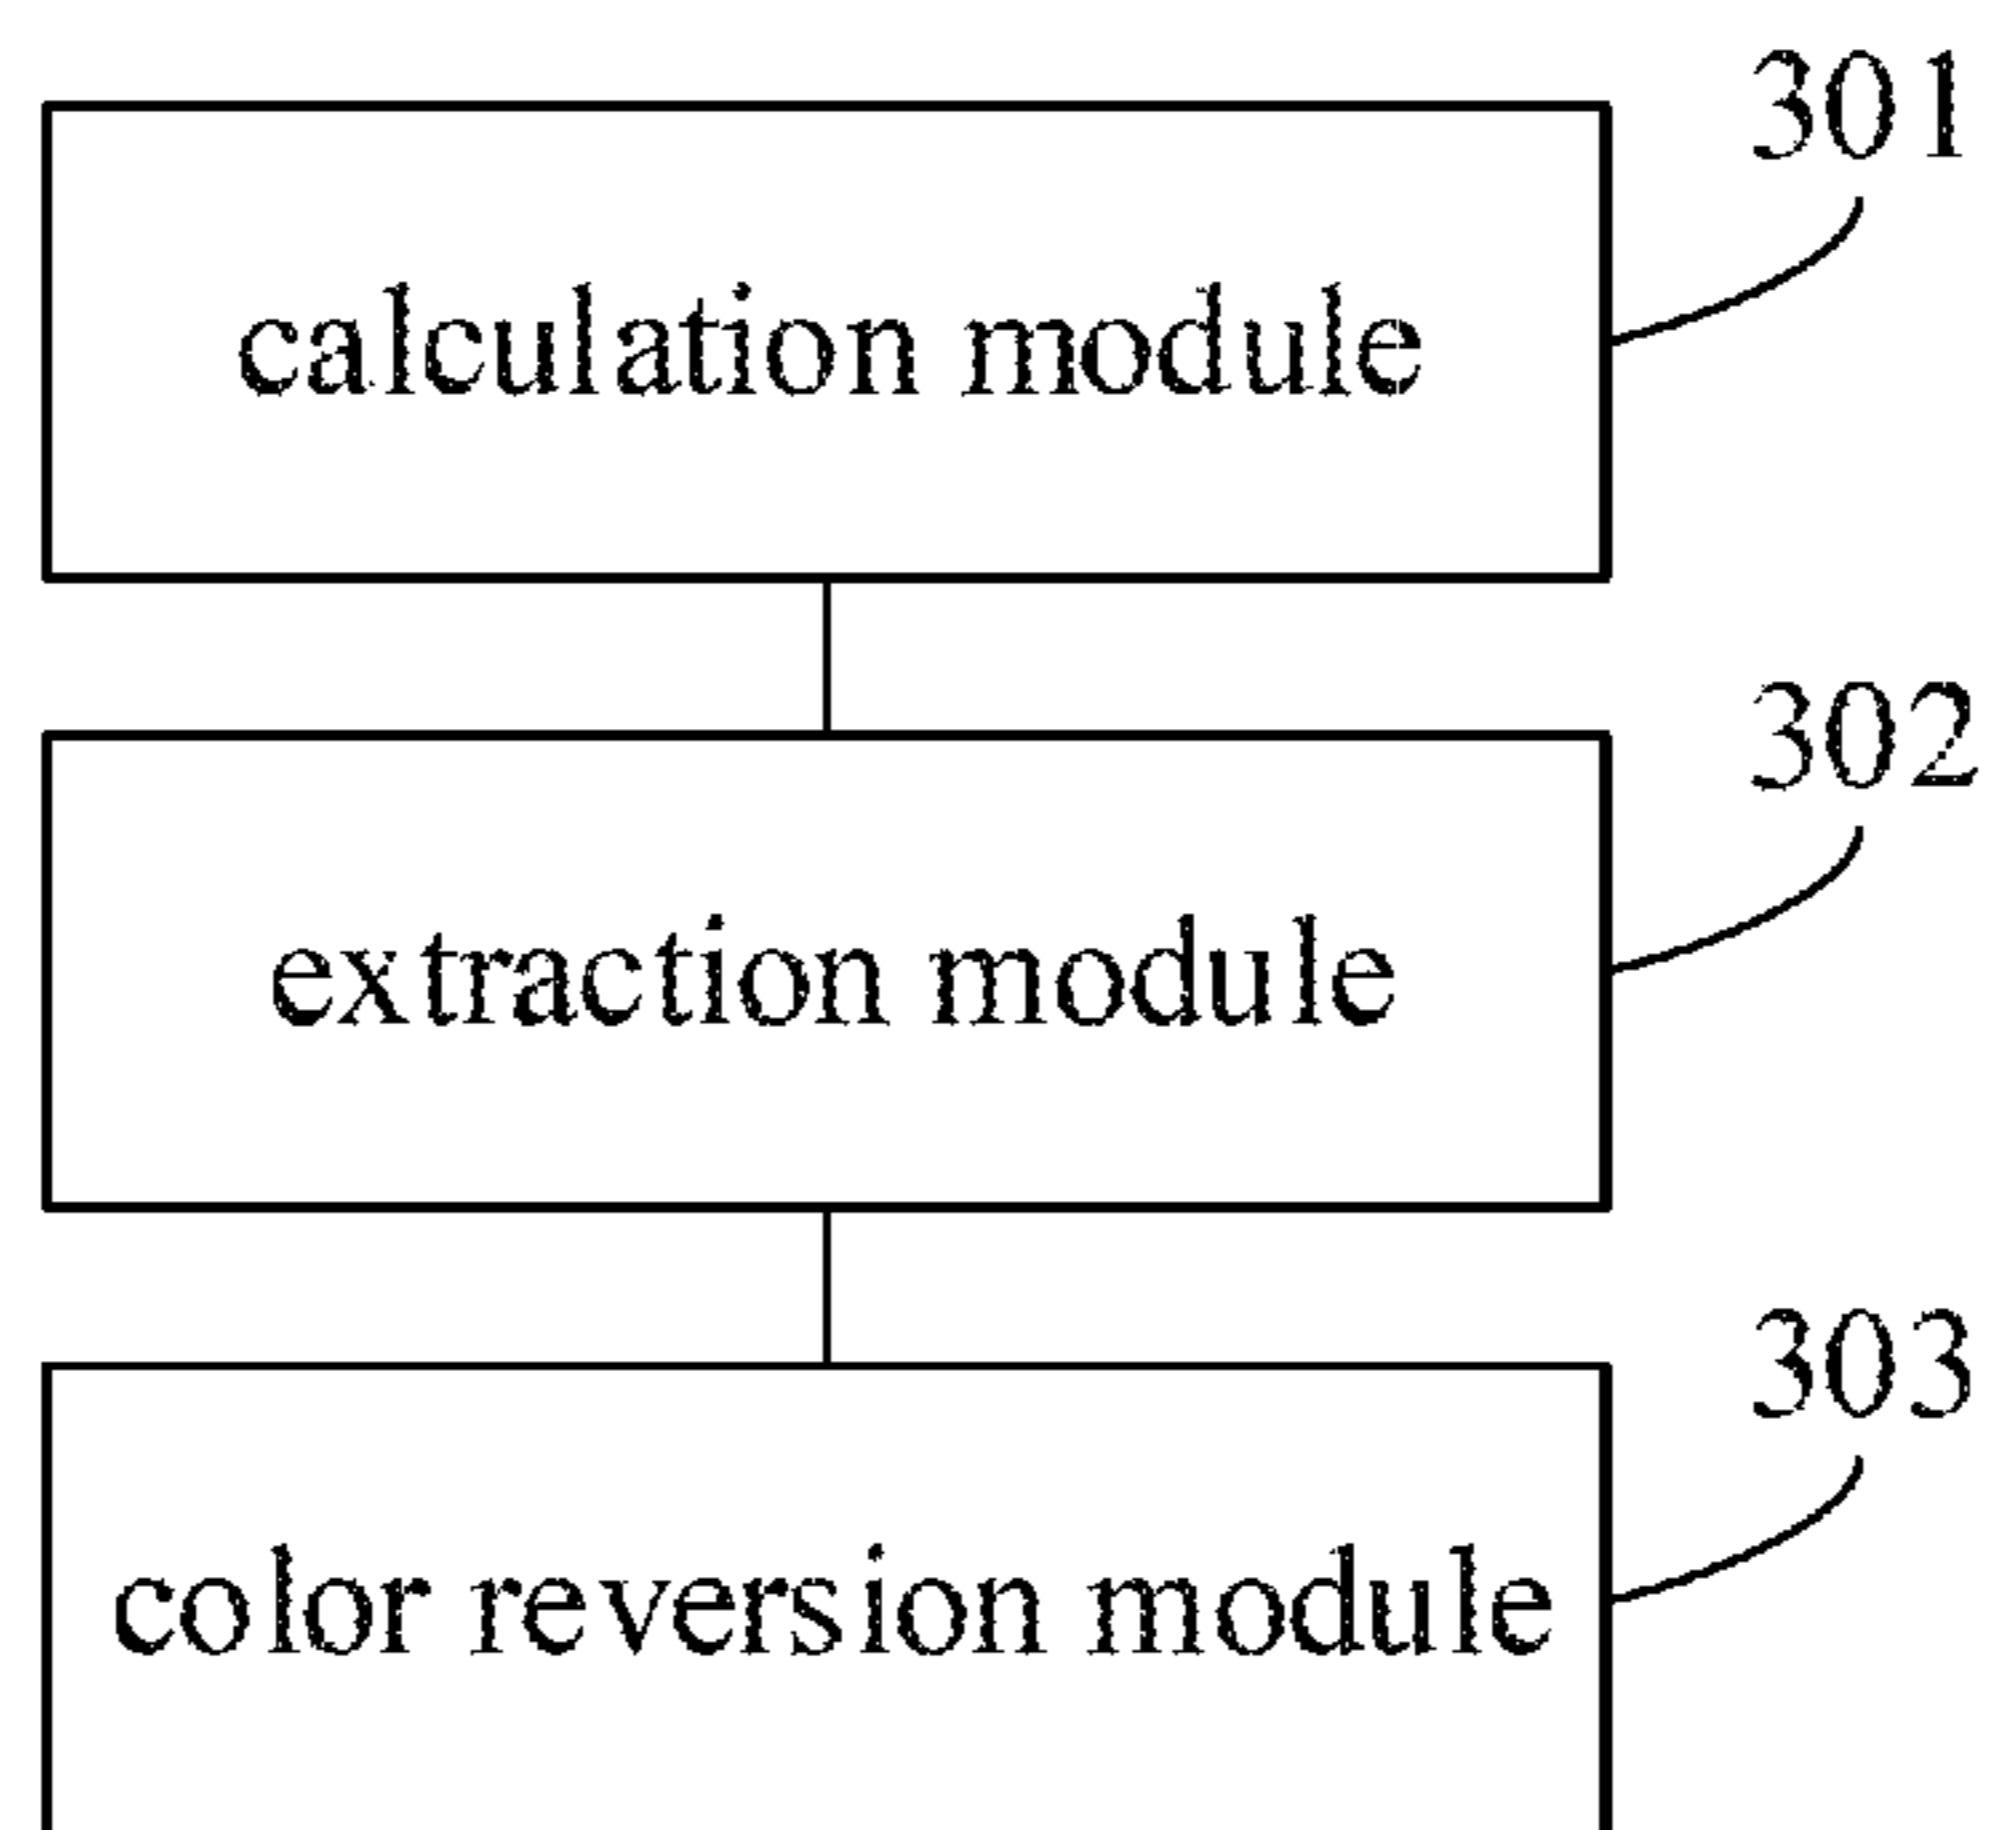 301
calculation module
302
extraction module
303
color reversion module